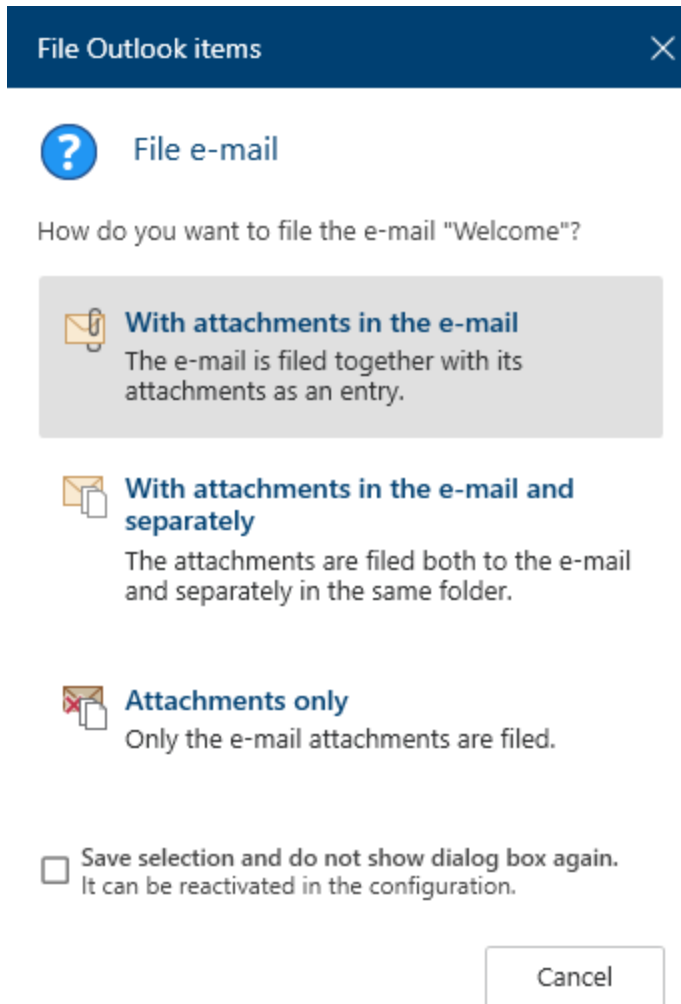 File Outlook items
File e-mail
How do you want to file the e-mail "Welcome"?
With attachments in the e-mail
The e-mail is filed together with its
attachments as an entry.
With attachments in the e-mail and
separately
The attachments are filed both to the e-mail
and separately in the same folder.
Attachments only
Only the e-mail attachments are filed.
Save selection and do not show dialog box again.
It can be reactivated in the configuration.
Cancel